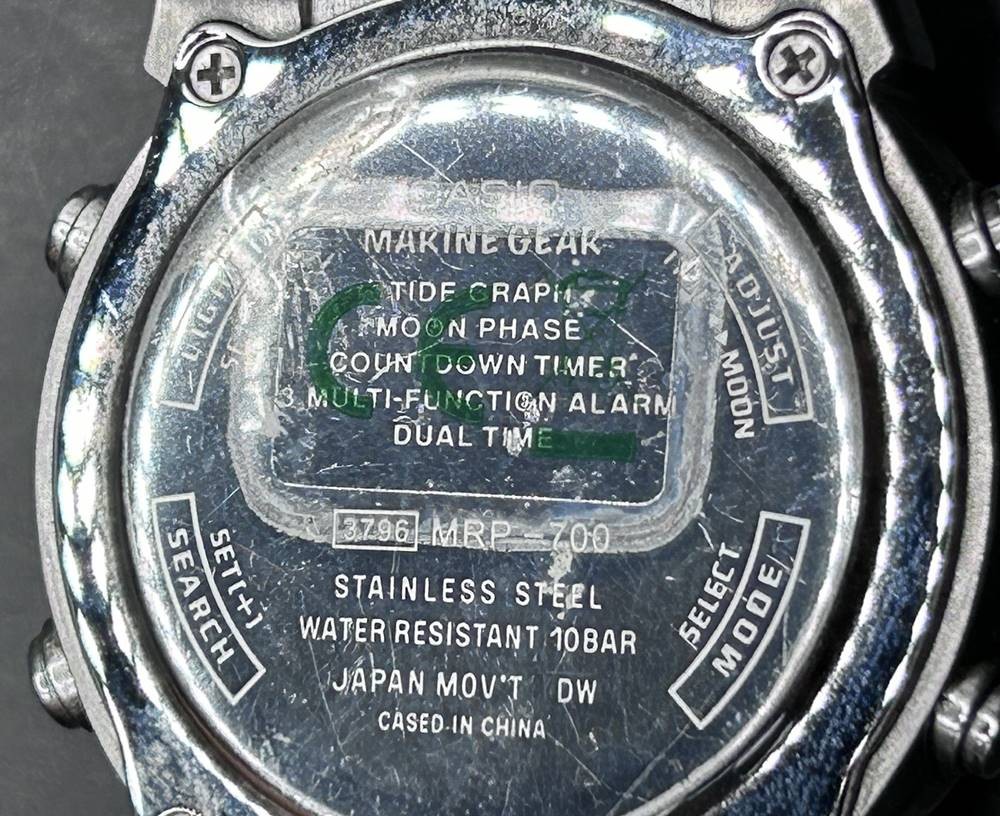 CASIO
MARINE GEAR
TIDE GRAPH
MOON PHASE
COUNTDOWN TIMER
3 MULTI-FUNCTION ALARM
DUAL TIME
CE
3796 MRP-700
STAINLESS STEEL
WATER RESISTANT 10BAR
JAPAN MOV'T DW
CASED IN CHINA
LIGHT
ADJUST
▼MOON
SET[+]
SEARCH
SELECT
MODE